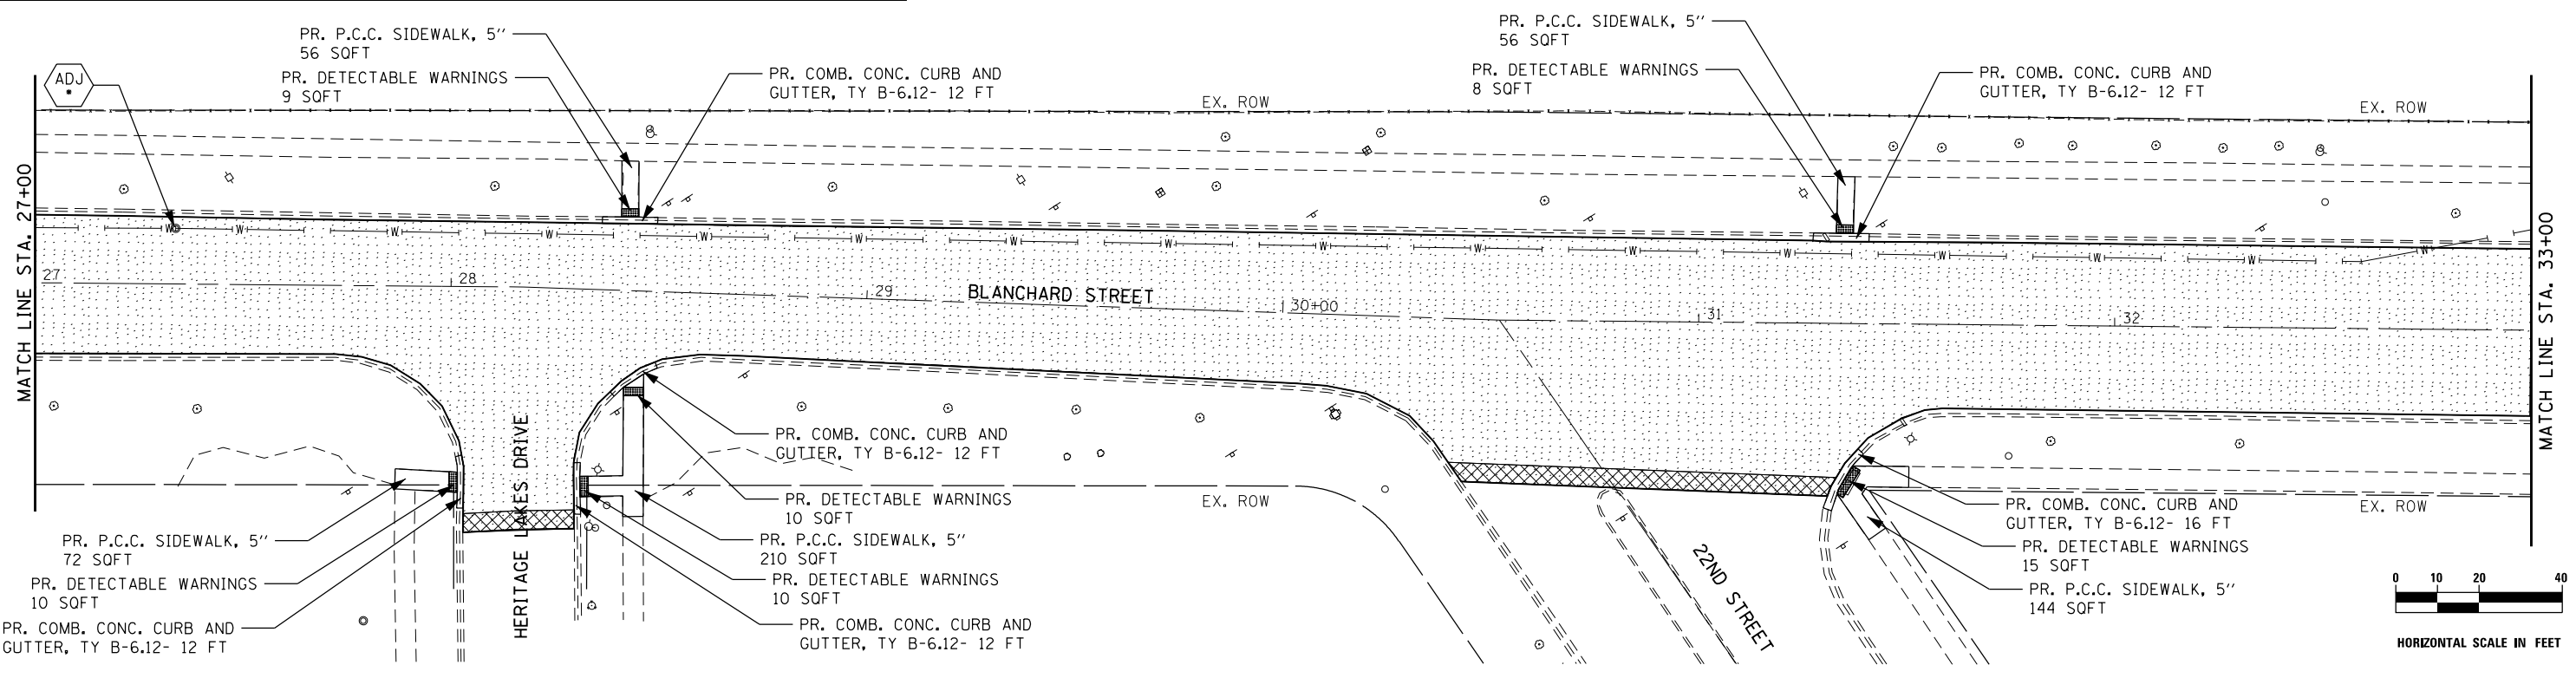 PR. P.C.C. SIDEWALK, 5"
56 SQFT
PR. DETECTABLE WARNINGS
9 SQFT
ADJ
*
PR. COMB. CONC. CURB AND
GUTTER, TY B-6.12- 12 FT
EX. ROW
PR. P.C.C. SIDEWALK, 5"
56 SQFT
PR. DETECTABLE WARNINGS
8 SQFT
PR. COMB. CONC. CURB AND
GUTTER, TY B-6.12- 12 FT
EX. ROW
MATCH LINE STA. 27+00
W W W W W W W W W W W W W W W W
27
28
29
BLANCHARD STREET
30+00
31
32
MATCH LINE STA. 33+00
HERITAGE LAKES DRIVE
PR. COMB. CONC. CURB AND
GUTTER, TY B-6.12- 12 FT
PR. DETECTABLE WARNINGS
10 SQFT
PR. P.C.C. SIDEWALK, 5"
210 SQFT
PR. DETECTABLE WARNINGS
10 SQFT
PR. COMB. CONC. CURB AND
GUTTER, TY B-6.12- 12 FT
PR. P.C.C. SIDEWALK, 5"
72 SQFT
PR. DETECTABLE WARNINGS
10 SQFT
PR. COMB. CONC. CURB AND
GUTTER, TY B-6.12- 12 FT
EX. ROW
22ND STREET
PR. COMB. CONC. CURB AND
GUTTER, TY B-6.12- 16 FT
PR. DETECTABLE WARNINGS
15 SQFT
PR. P.C.C. SIDEWALK, 5"
144 SQFT
EX. ROW
0 10 20 40
HORIZONTAL SCALE IN FEET